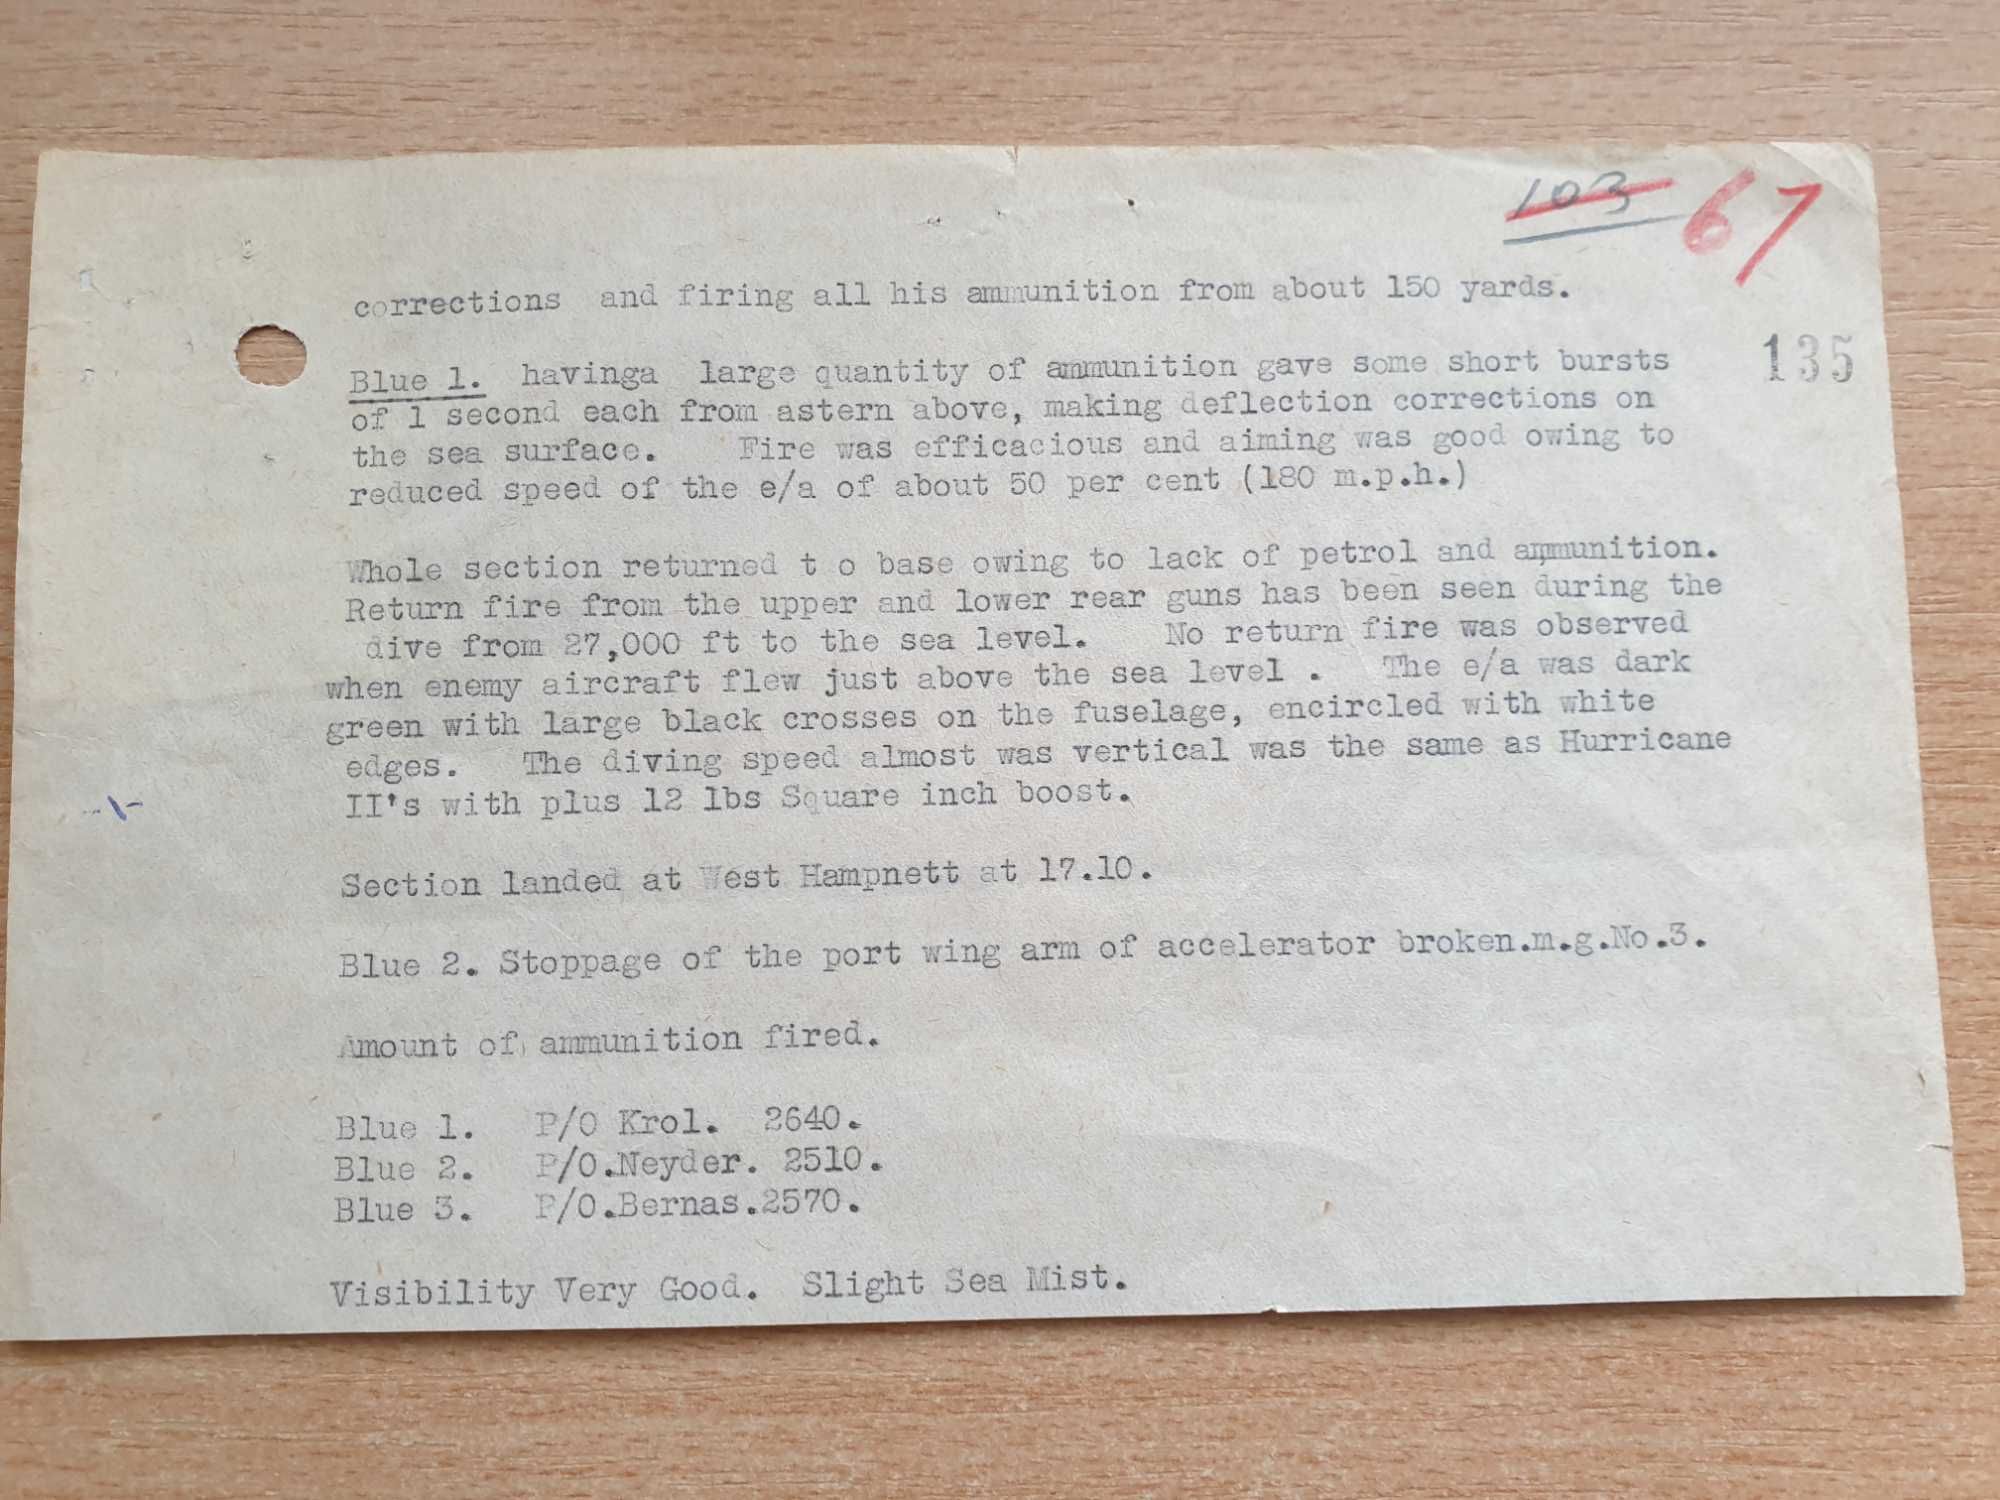 103 67
corrections and firing all his ammunition from about 150 yards.
135
Blue 1. havinga large quantity of ammunition gave some short bursts
of 1 second each from astern above, making deflection corrections on
the sea surface. Fire was efficacious and aiming was good owing to
reduced speed of the e/a of about 50 per cent (180 m.p.h.)
Whole section returned t o base owing to lack of petrol and ammunition.
Return fire from the upper and lower rear guns has been seen during the
dive from 27,000 ft to the sea level. No return fire was observed
when enemy aircraft flew just above the sea level . The e/a was dark
green with large black crosses on the fuselage, encircled with white
edges. The diving speed almost was vertical was the same as Hurricane
II's with plus 12 lbs Square inch boost.
Section landed at West Hampnett at 17.10.
Blue 2. Stoppage of the port wing arm of accelerator broken.m.g.No.3.
Amount of ammunition fired.
Blue 1. P/O Krol. 2640.
Blue 2. P/O.Neyder. 2510.
Blue 3. P/O.Bernas.2570.
Visibility Very Good. Slight Sea Mist.